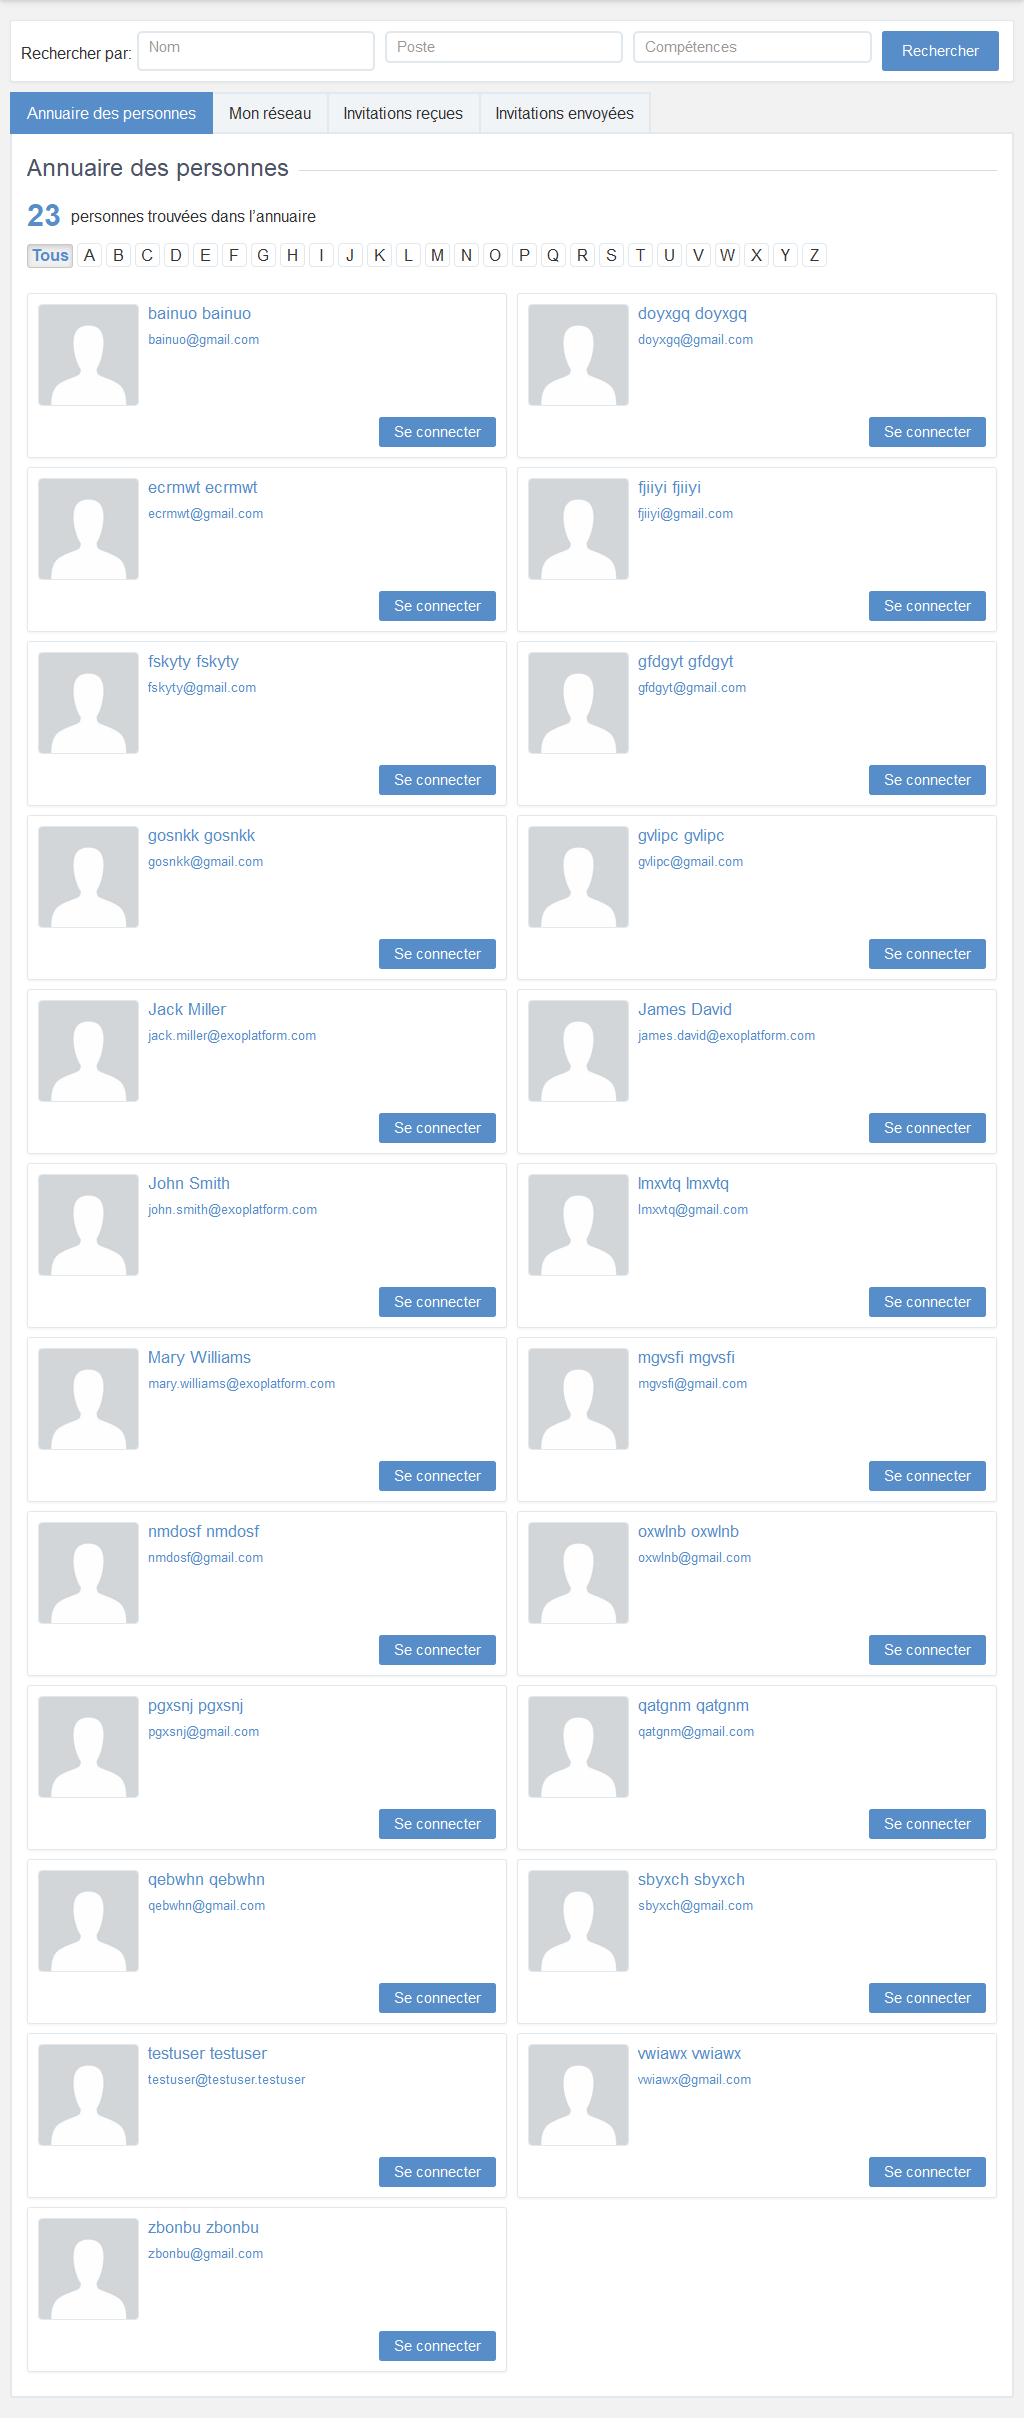 Rechercher par: Nom Poste Compétences Rechercher
Annuaire des personnes Mon réseau Invitations reçues Invitations envoyées
Annuaire des personnes
23 personnes trouvées dans l'annuaire
Tous A B C D E F G H I J K L M N O P Q R S T U V W X Y Z
bainuo bainuo
bainuo@gmail.com
Se connecter
doyxgq doyxgq
doyxgq@gmail.com
Se connecter
ecrmwt ecrmwt
ecrmwt@gmail.com
Se connecter
fjiiyi fjiiyi
fjiiyi@gmail.com
Se connecter
fskyty fskyty
fskyty@gmail.com
Se connecter
gfdgyt gfdgyt
gfdgyt@gmail.com
Se connecter
gosnkk gosnkk
gosnkk@gmail.com
Se connecter
gvlipc gvlipc
gvlipc@gmail.com
Se connecter
Jack Miller
jack.miller@exoplatform.com
Se connecter
James David
james.david@exoplatform.com
Se connecter
John Smith
john.smith@exoplatform.com
Se connecter
lmxvtq lmxvtq
lmxvtq@gmail.com
Se connecter
Mary Williams
mary.williams@exoplatform.com
Se connecter
mgvsfi mgvsfi
mgvsfi@gmail.com
Se connecter
nmdosf nmdosf
nmdosf@gmail.com
Se connecter
oxwlnb oxwlnb
oxwlnb@gmail.com
Se connecter
pgxsnj pgxsnj
pgxsnj@gmail.com
Se connecter
qatgnm qatgnm
qatgnm@gmail.com
Se connecter
qebwhn qebwhn
qebwhn@gmail.com
Se connecter
sbyxch sbyxch
sbyxch@gmail.com
Se connecter
testuser testuser
testuser@testuser.testuser
Se connecter
vwiawx vwiawx
vwiawx@gmail.com
Se connecter
zbonbu zbonbu
zbonbu@gmail.com
Se connecter